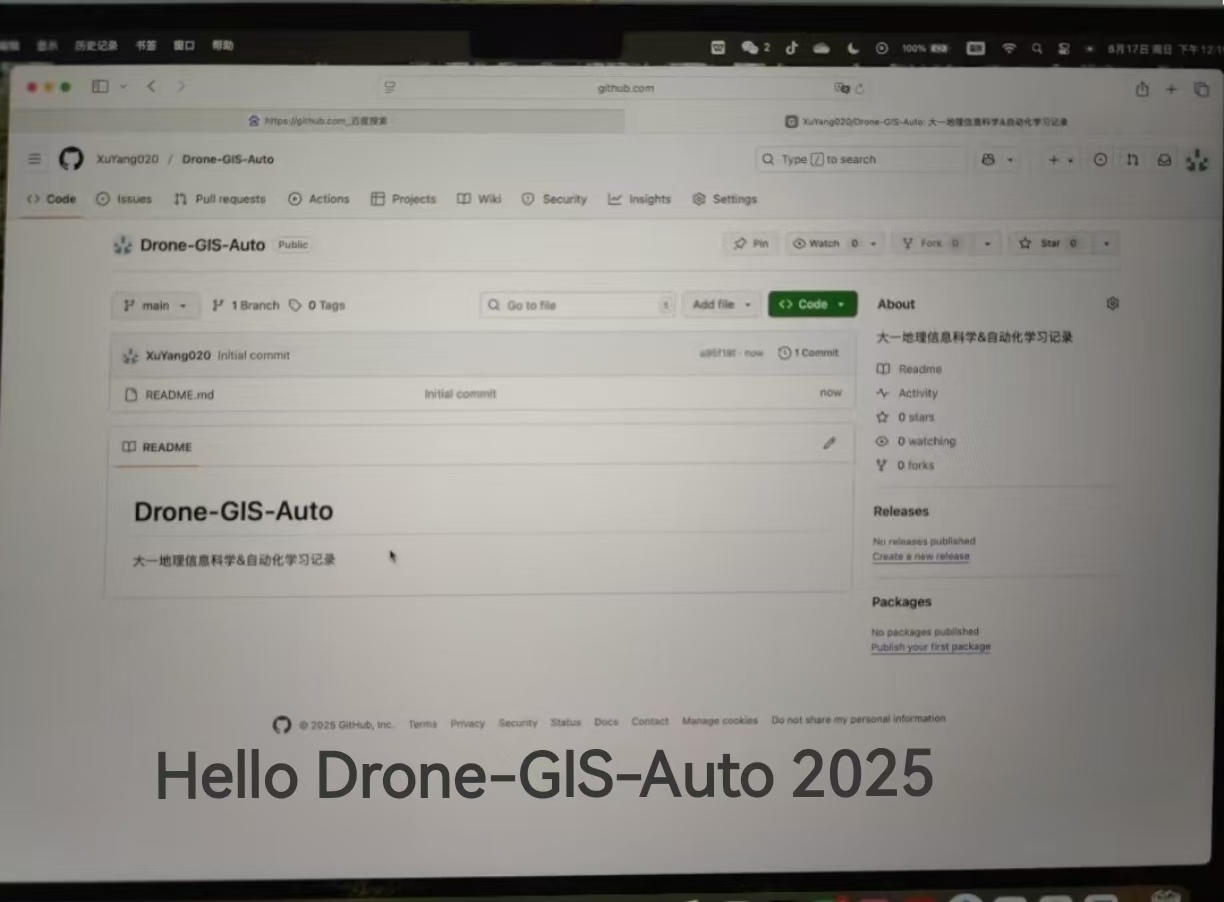 显示 历史记录 书签 窗口 帮助 2 100% 8月17日 周日 下午12:1
github.com
https://github.com_百度搜索 XuYang020/Drone-GIS-Auto: 大一地理信息科学&自动化学习记录
XuYang020 / Drone-GIS-Auto Type / to search
Code Issues Pull requests Actions Projects Wiki Security Insights Settings
Drone-GIS-Auto Public Pin Watch 0 Fork 0 Star 0
main 1 Branch 0 Tags Go to file Add file Code
XuYang020 Initial commit now 1 Commit
README.md Initial commit now
README
Drone-GIS-Auto
大一地理信息科学&自动化学习记录
About
大一地理信息科学&自动化学习记录
Readme
Activity
0 stars
0 watching
0 forks
Releases
No releases published
Create a new release
Packages
No packages published
Publish your first package
© 2025 GitHub, Inc. Terms Privacy Security Status Docs Contact Manage cookies Do not share my personal information
Hello Drone-GIS-Auto 2025